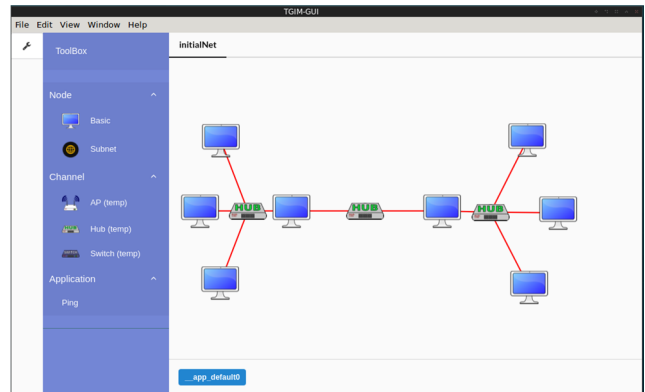 TGIM-GUI
File Edit View Window Help
ToolBox
initialNet
Node
Basic
Subnet
Channel
AP (temp)
Hub (temp)
Switch (temp)
Application
Ping
HUB
HUB
HUB
__app_default0